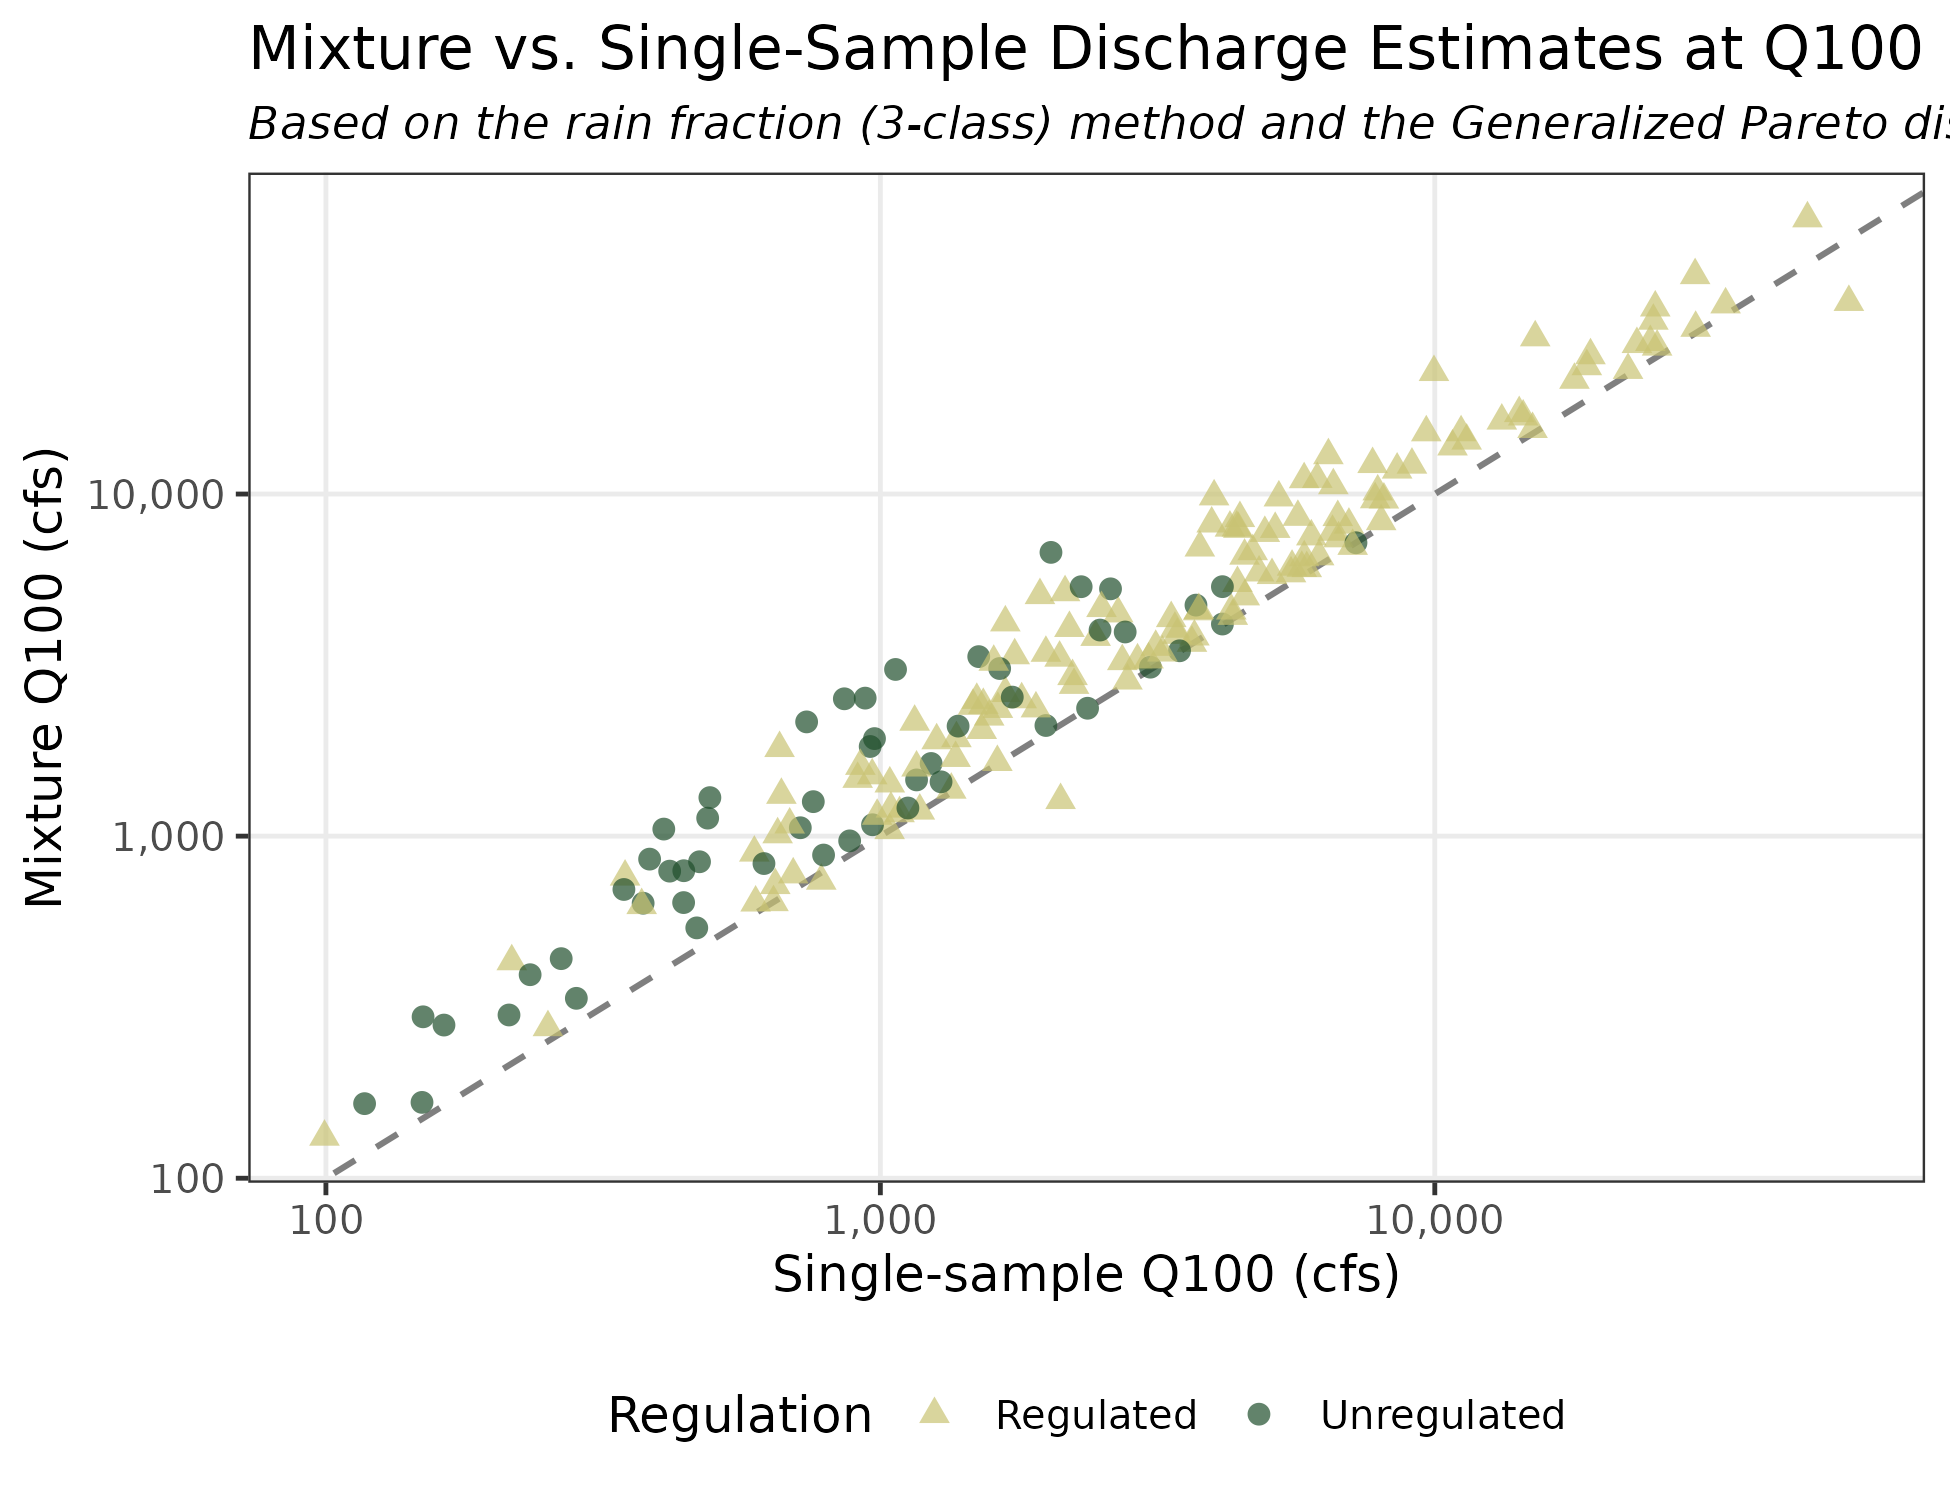 Mixture vs. Single-Sample Discharge Estimates at Q100
Based on the rain fraction (3-class) method and the Generalized Pareto dis
Mixture Q100 (cfs)
10,000
1,000
100
100 1,000 10,000
Single-sample Q100 (cfs)
Regulation Regulated Unregulated